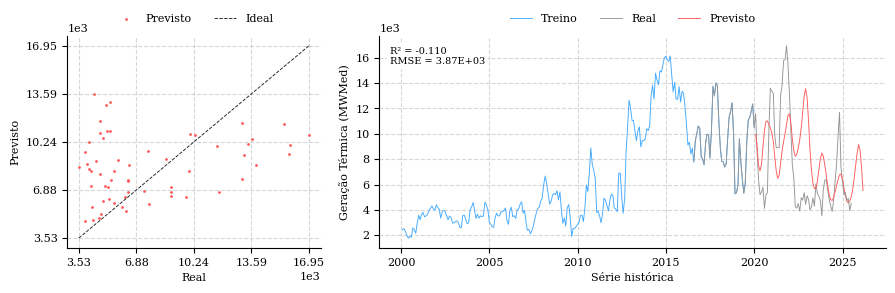 Previsto
Ideal
1e3
16.95
13.59
10.24
6.88
3.53
Previsto
3.53
6.88
10.24
13.59
16.95
1e3
Real
Treino
Real
Previsto
1e3
R² = -0.110
RMSE = 3.87E+03
16
14
12
10
8
6
4
2
Geração Térmica (MWMed)
2000
2005
2010
2015
2020
2025
Série histórica